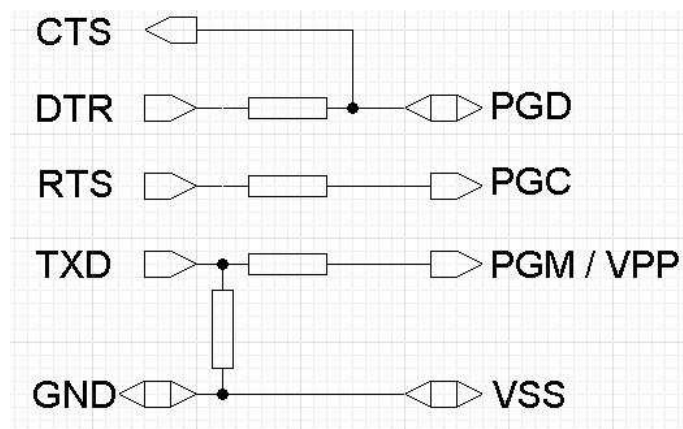 CTS
DTR PGD
RTS PGC
TXD PGM / VPP
GND VSS